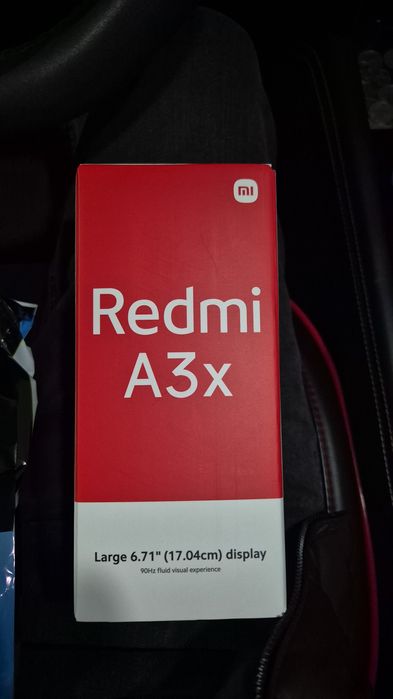 mi
Redmi
A3x
Large 6.71" (17.04cm) display
90Hz fluid visual experience